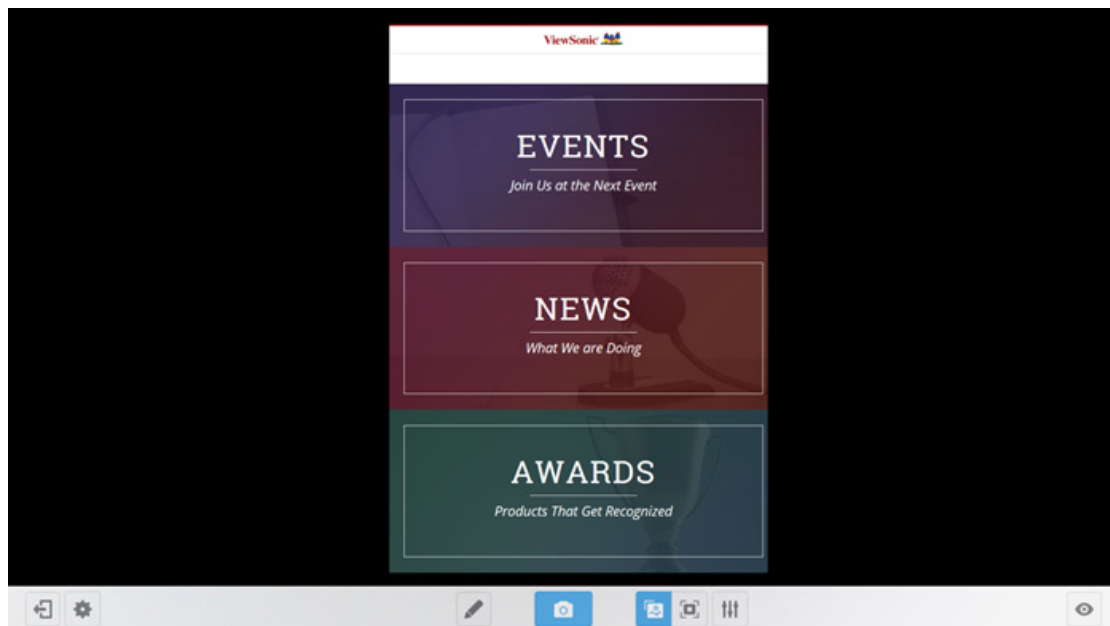 ViewSonic
EVENTS
Join Us at the Next Event
NEWS
What We are Doing
AWARDS
Products That Get Recognized